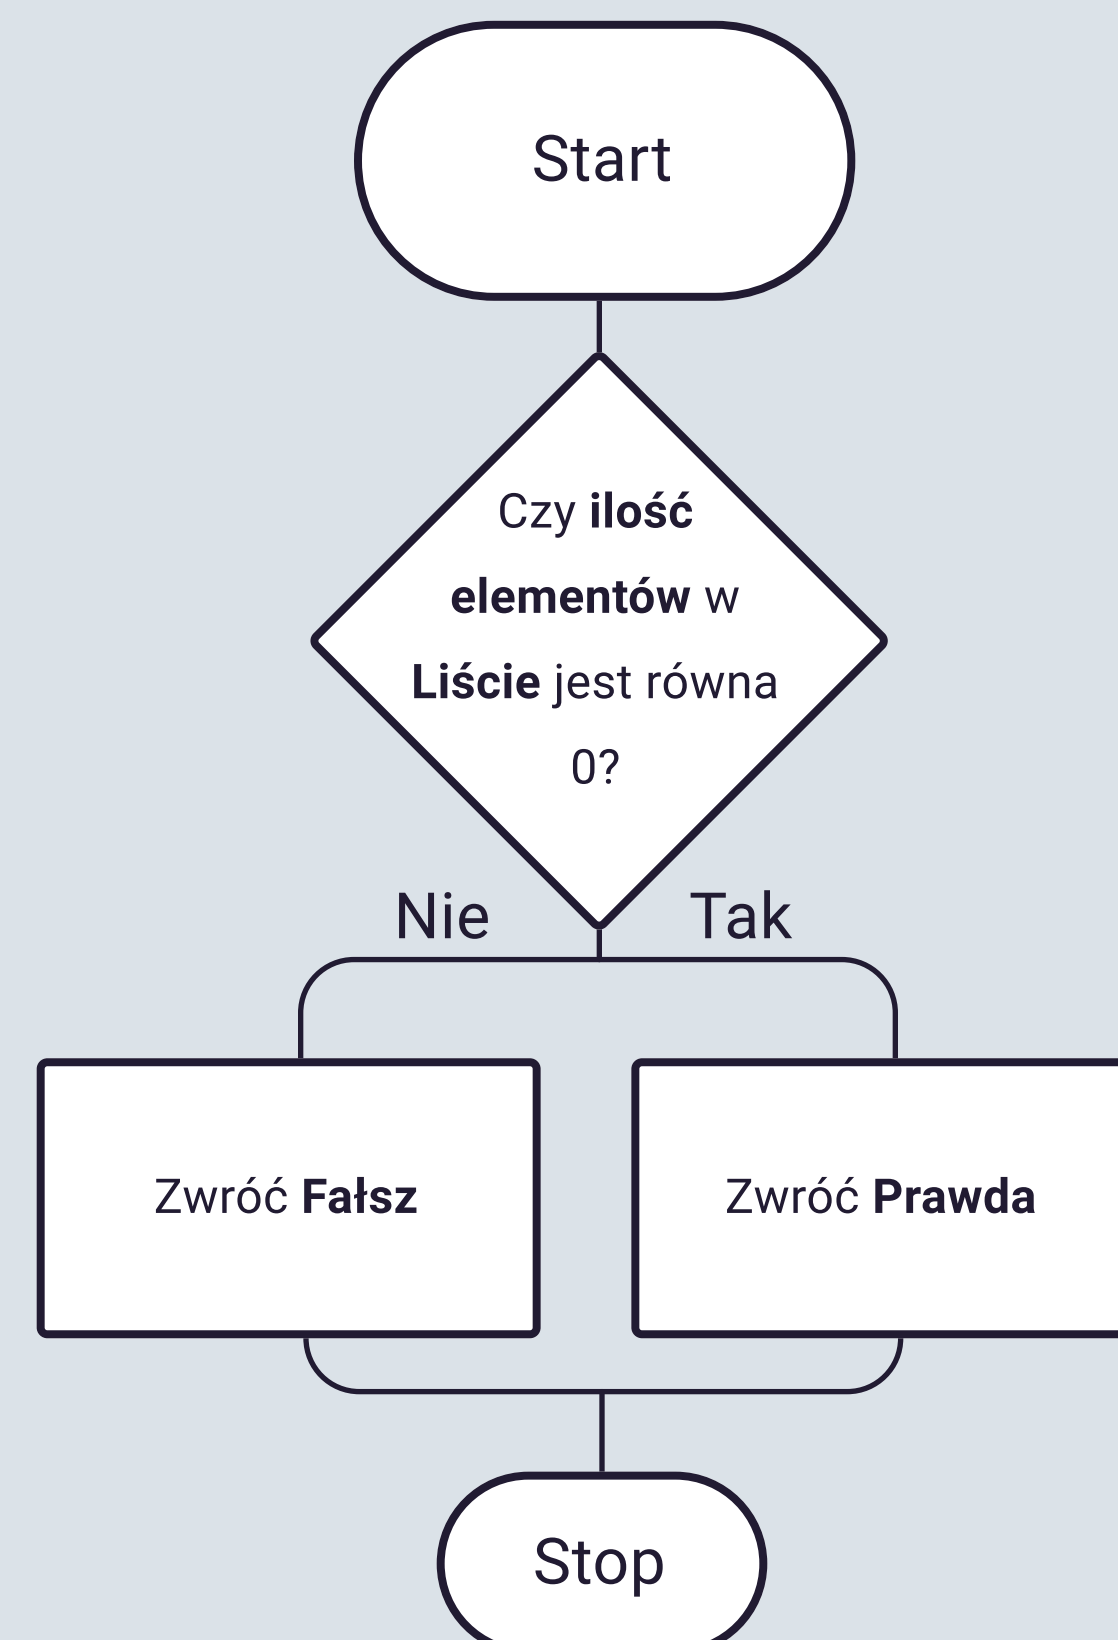 Start
Czy ilość
elementów w
Liście jest równa
0?
Nie Tak
Zwróć Fałsz
Zwróć Prawda
Stop